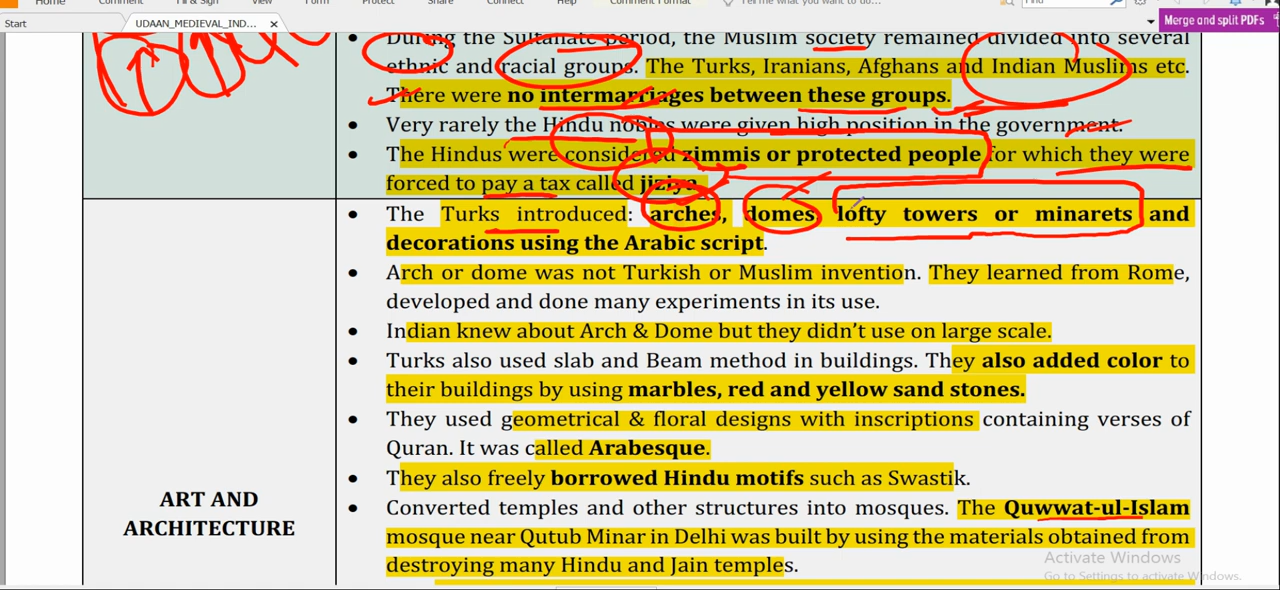 Home Comment Fill & Sign View Form Protect Share Connect Help Comment Format Tell me what you want to do... Find
Start UDAAN_MEDIEVAL_IND... × Merge and split PDFs
• During the Sultanate period, the Muslim society remained divided into several
ethnic and racial groups. The Turks, Iranians, Afghans and Indian Muslims etc.
There were no intermarriages between these groups.
• Very rarely the Hindu nobles were given high position in the government.
• The Hindus were considered zimmis or protected people for which they were
forced to pay a tax called jiziya.
• The Turks introduced: arches, domes, lofty towers or minarets and
decorations using the Arabic script.
• Arch or dome was not Turkish or Muslim invention. They learned from Rome,
developed and done many experiments in its use.
• Indian knew about Arch & Dome but they didn't use on large scale.
• Turks also used slab and Beam method in buildings. They also added color to
their buildings by using marbles, red and yellow sand stones.
• They used geometrical & floral designs with inscriptions containing verses of
Quran. It was called Arabesque.
• They also freely borrowed Hindu motifs such as Swastik.
ART AND
ARCHITECTURE
• Converted temples and other structures into mosques. The Quwwat-ul-Islam
mosque near Qutub Minar in Delhi was built by using the materials obtained from
destroying many Hindu and Jain temples.
Activate Windows
Go to Settings to activate Windows.